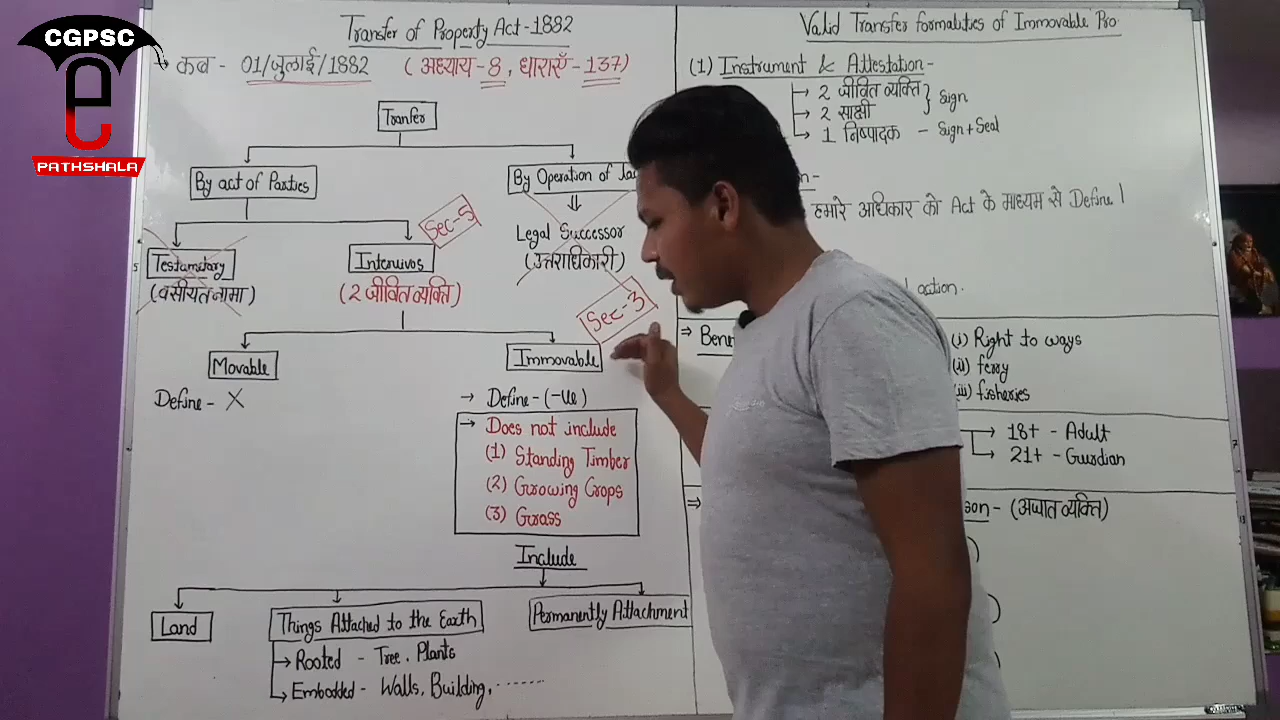 CGPSC
e
PATHSHALA
Transfer of Property Act-1882
→ कब - 01/जुलाई/1882 (अध्याय-8, धाराएँ-137)
Tranfer
By act of Parties
By Operation of
Sec-5
Testamitary
(वसीयतनामा)
Intervivos
(2 जीवित व्यक्ति)
Legal Successor
(उत्तराधिकारी)
Sec-3
Movable
Immovable
Define - X
→ Define - (-ve)
→ Does not include
(1) Standing Timber
(2) Growing Crops
(3) Grass
Include
Land
Things Attached to the Earth
Permanently Attachment
→ Rooted - Tree, Plants
→ Embedded - Walls, Building, ......
Valid Transfer formalities of Immovable Pro.
(1) Instrument & Attestation -
→ 2 जीवित व्यक्ति
→ 2 साक्षी
} Sign
→ 1 निष्पादक - Sign + Seal
हमारे अधिकार को Act के माध्यम से Define।
(i) Right to ways
(ii) ferry
(iii) fisheries
→ 18+ - Adult
→ 21+ - Guardian
- (अज्ञात व्यक्ति)